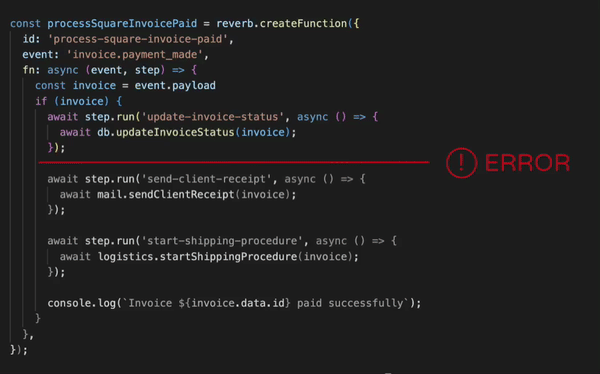 const processSquareInvoicePaid = reverb.createFunction({
  id: 'process-square-invoice-paid',
  event: 'invoice.payment_made',
  fn: async (event, step) => {
    const invoice = event.payload
    if (invoice) {
      await step.run('update-invoice-status', async () => {
        await db.updateInvoiceStatus(invoice);
      });
! ERROR
      await step.run('send-client-receipt', async () => {
        await mail.sendClientReceipt(invoice);
      });
      await step.run('start-shipping-procedure', async () => {
        await logistics.startShippingProcedure(invoice);
      });
      console.log(`Invoice ${invoice.data.id} paid successfully`);
    }
  },
});